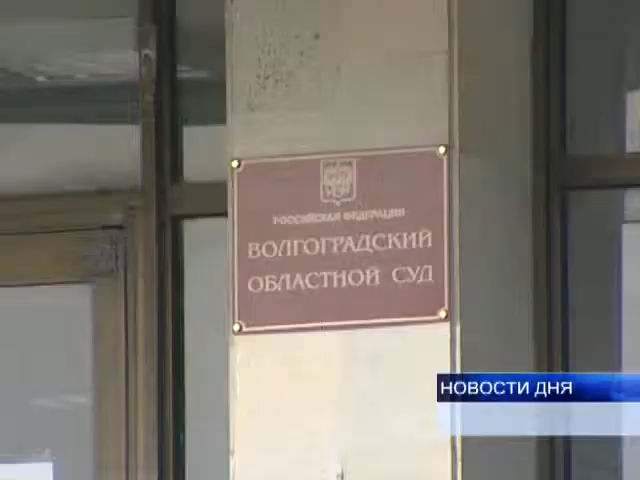 РОССИЙСКАЯ ФЕДЕРАЦИЯ
ВОЛГОГРАДСКИЙ
ОБЛАСТНОЙ СУД
НОВОСТИ ДНЯ